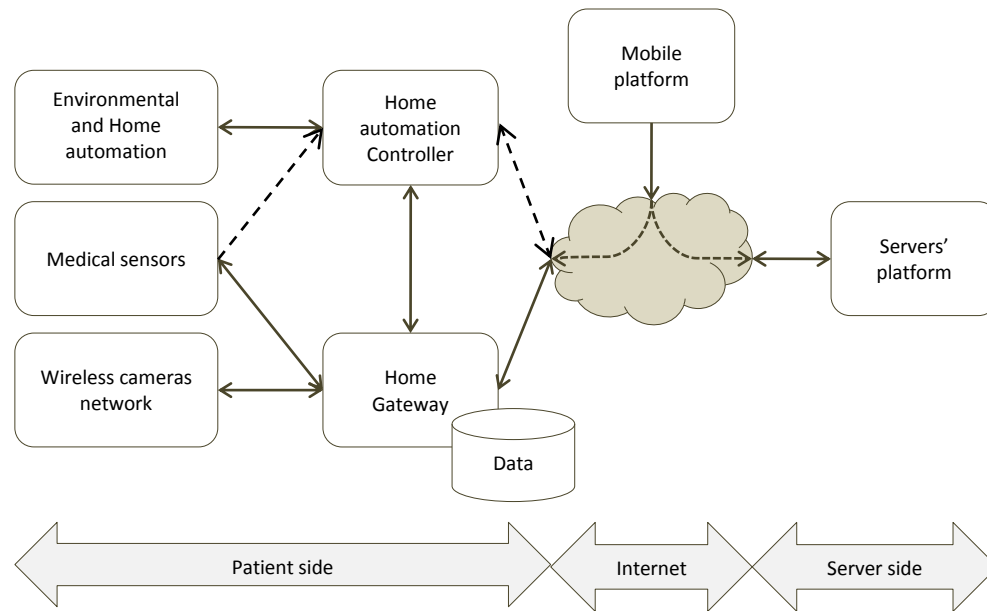 Mobile
platform
Environmental
and Home
automation
Home
automation
Controller
Medical sensors
Servers’
platform
Wireless cameras
network
Home
Gateway
Data
Patient side
Internet
Server side